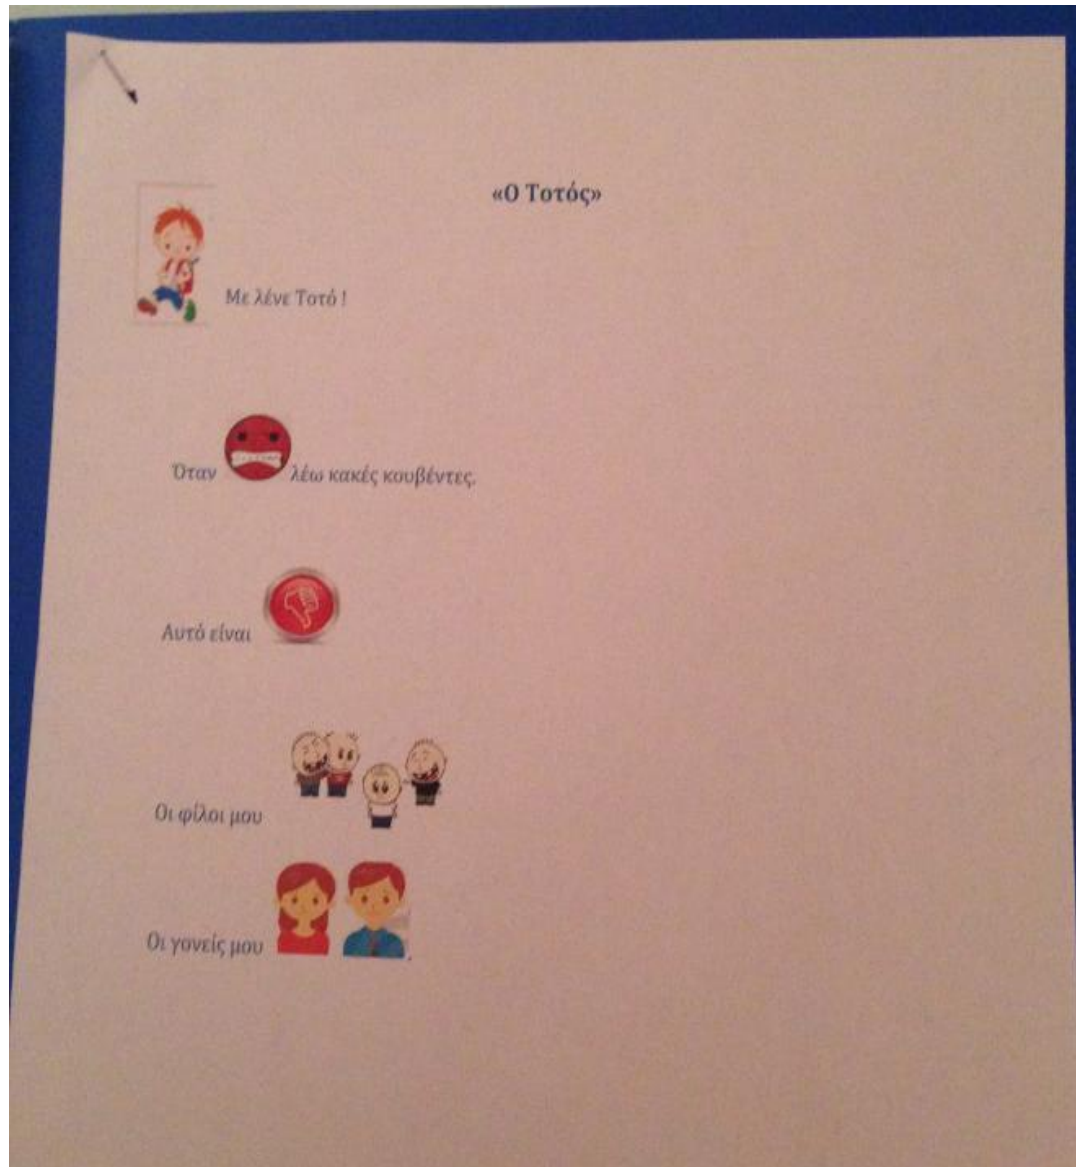 «Ο Τοτός»
Με λένε Τοτό !
Όταν λέω κακές κουβέντες.
Αυτό είναι
Οι φίλοι μου
Οι γονείς μου .